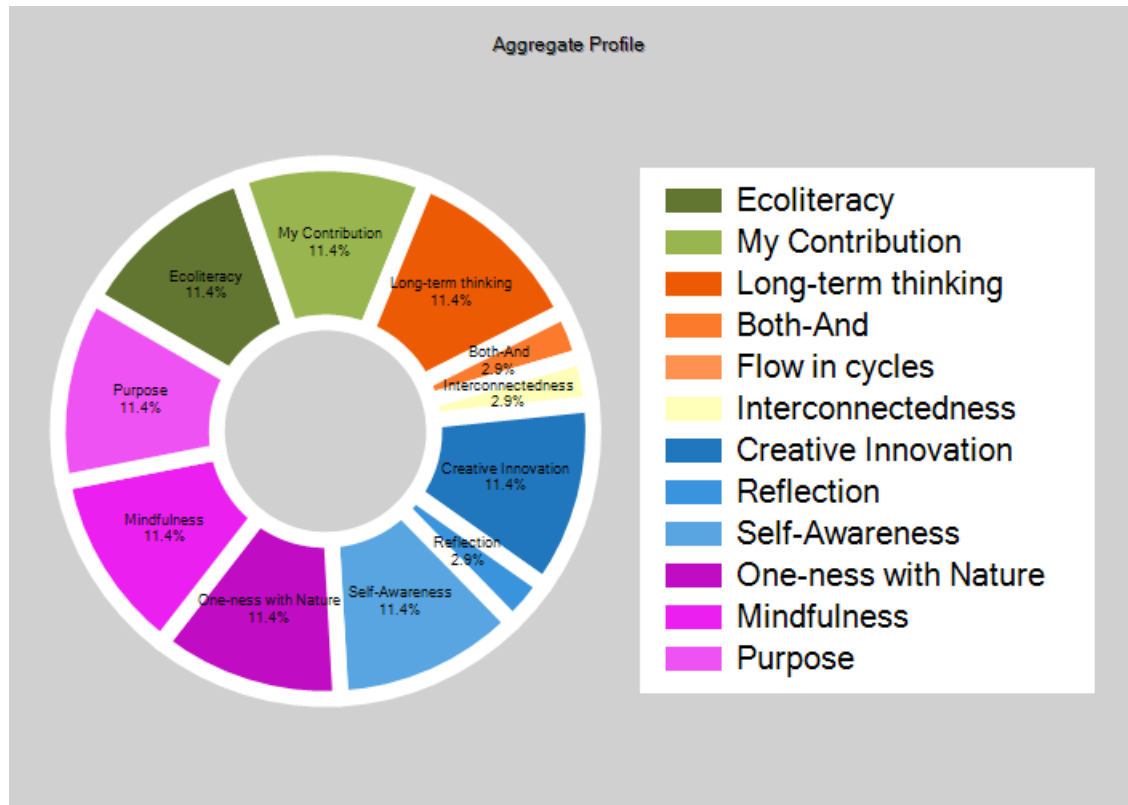 Aggregate Profile
My Contribution
11.4%
Long-term thinking
11.4%
Ecoliteracy
11.4%
Both-And
2.9%
Interconnectedness
2.9%
Purpose
11.4%
Creative Innovation
11.4%
Mindfulness
11.4%
Reflection
2.9%
Self-Awareness
11.4%
One-ness with Nature
11.4%
Ecoliteracy
My Contribution
Long-term thinking
Both-And
Flow in cycles
Interconnectedness
Creative Innovation
Reflection
Self-Awareness
One-ness with Nature
Mindfulness
Purpose